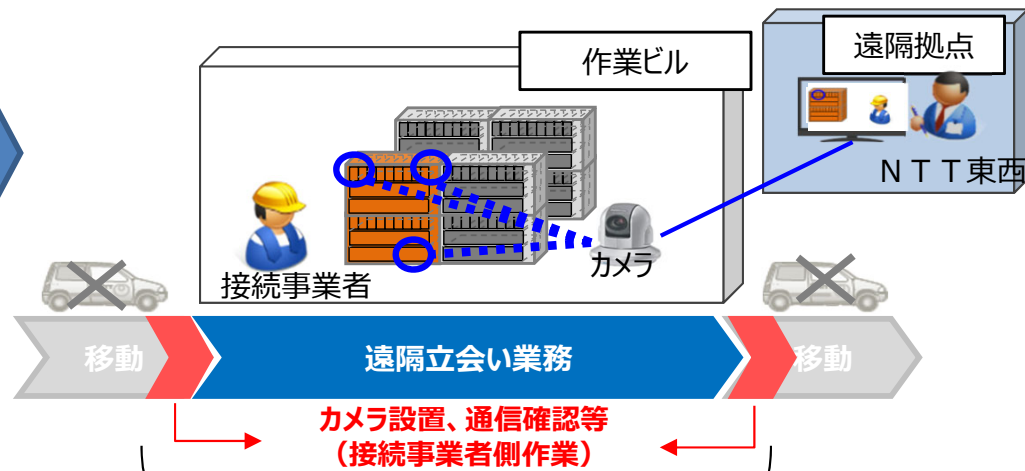 作業ビル
遠隔拠点
NTT東西
カメラ
接続事業者
移動
遠隔立会い業務
移動
カメラ設置、通信確認等
（接続事業者側作業）